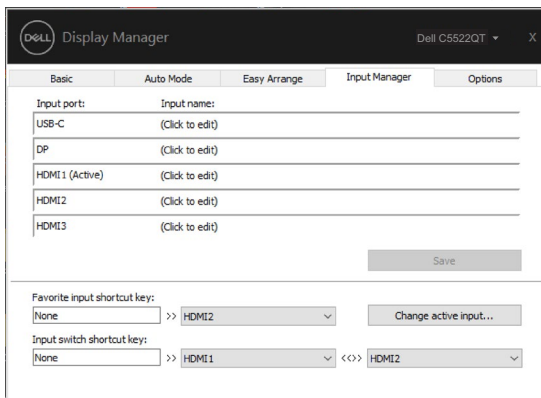 DELL Display Manager Dell C5522QT X
Basic Auto Mode Easy Arrange Input Manager Options
Input port: Input name:
USB-C (Click to edit)
DP (Click to edit)
HDMI1 (Active) (Click to edit)
HDMI2 (Click to edit)
HDMI3 (Click to edit)
Save
Favorite input shortcut key:
None >> HDMI2 Change active input...
Input switch shortcut key:
None >> HDMI1 <<>> HDMI2